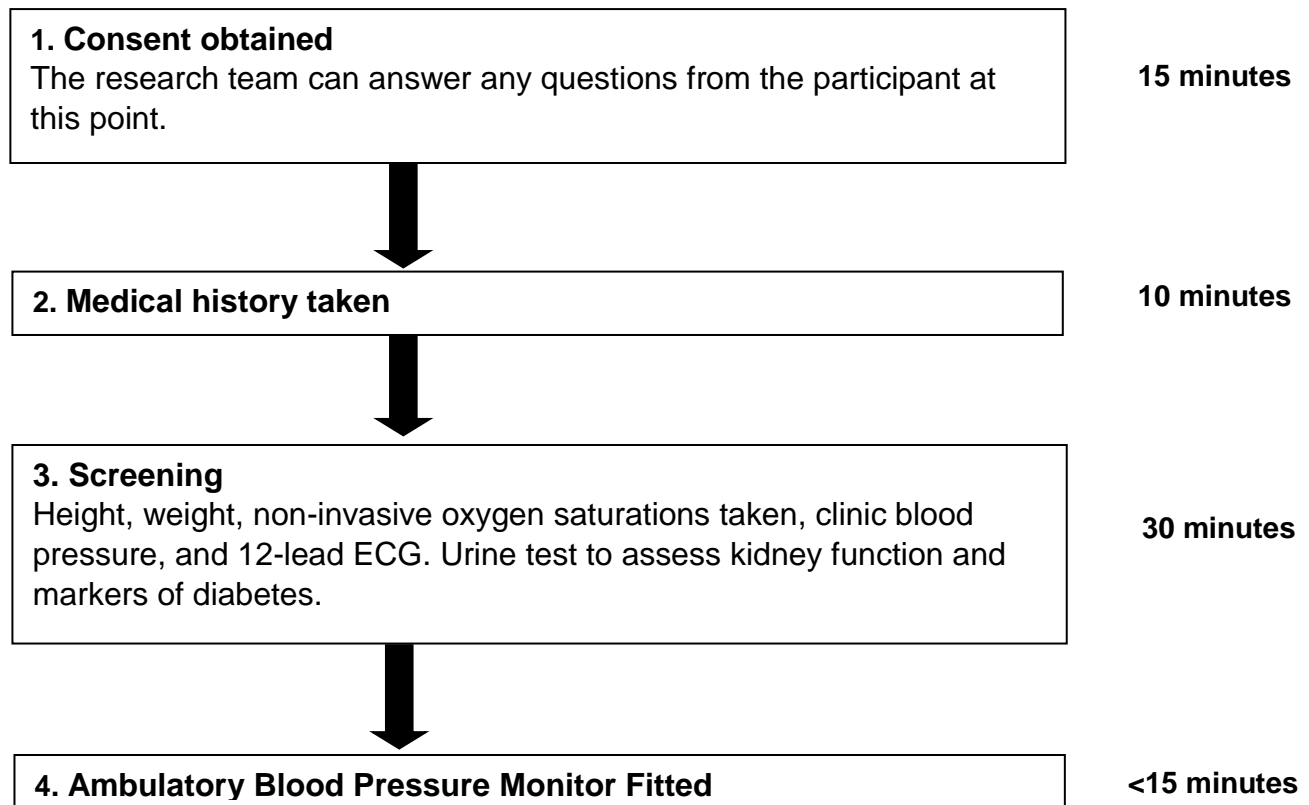 1. Consent obtained
The research team can answer any questions from the participant at
this point.
15 minutes
2. Medical history taken
10 minutes
3. Screening
Height, weight, non-invasive oxygen saturations taken, clinic blood
pressure, and 12-lead ECG. Urine test to assess kidney function and
markers of diabetes.
30 minutes
4. Ambulatory Blood Pressure Monitor Fitted
<15 minutes